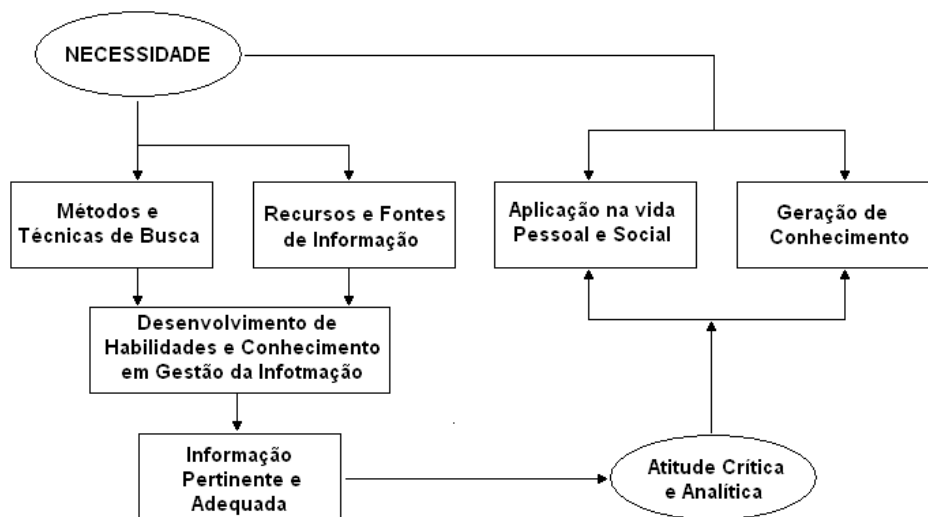 NECESSIDADE
Métodos e
Técnicas de Busca
Recursos e Fontes
de Informação
Aplicação na vida
Pessoal e Social
Geração de
Conhecimento
Desenvolvimento de
Habilidades e Conhecimento
em Gestão da Infotmação
Informação
Pertinente e
Adequada
Atitude Crítica
e Analítica